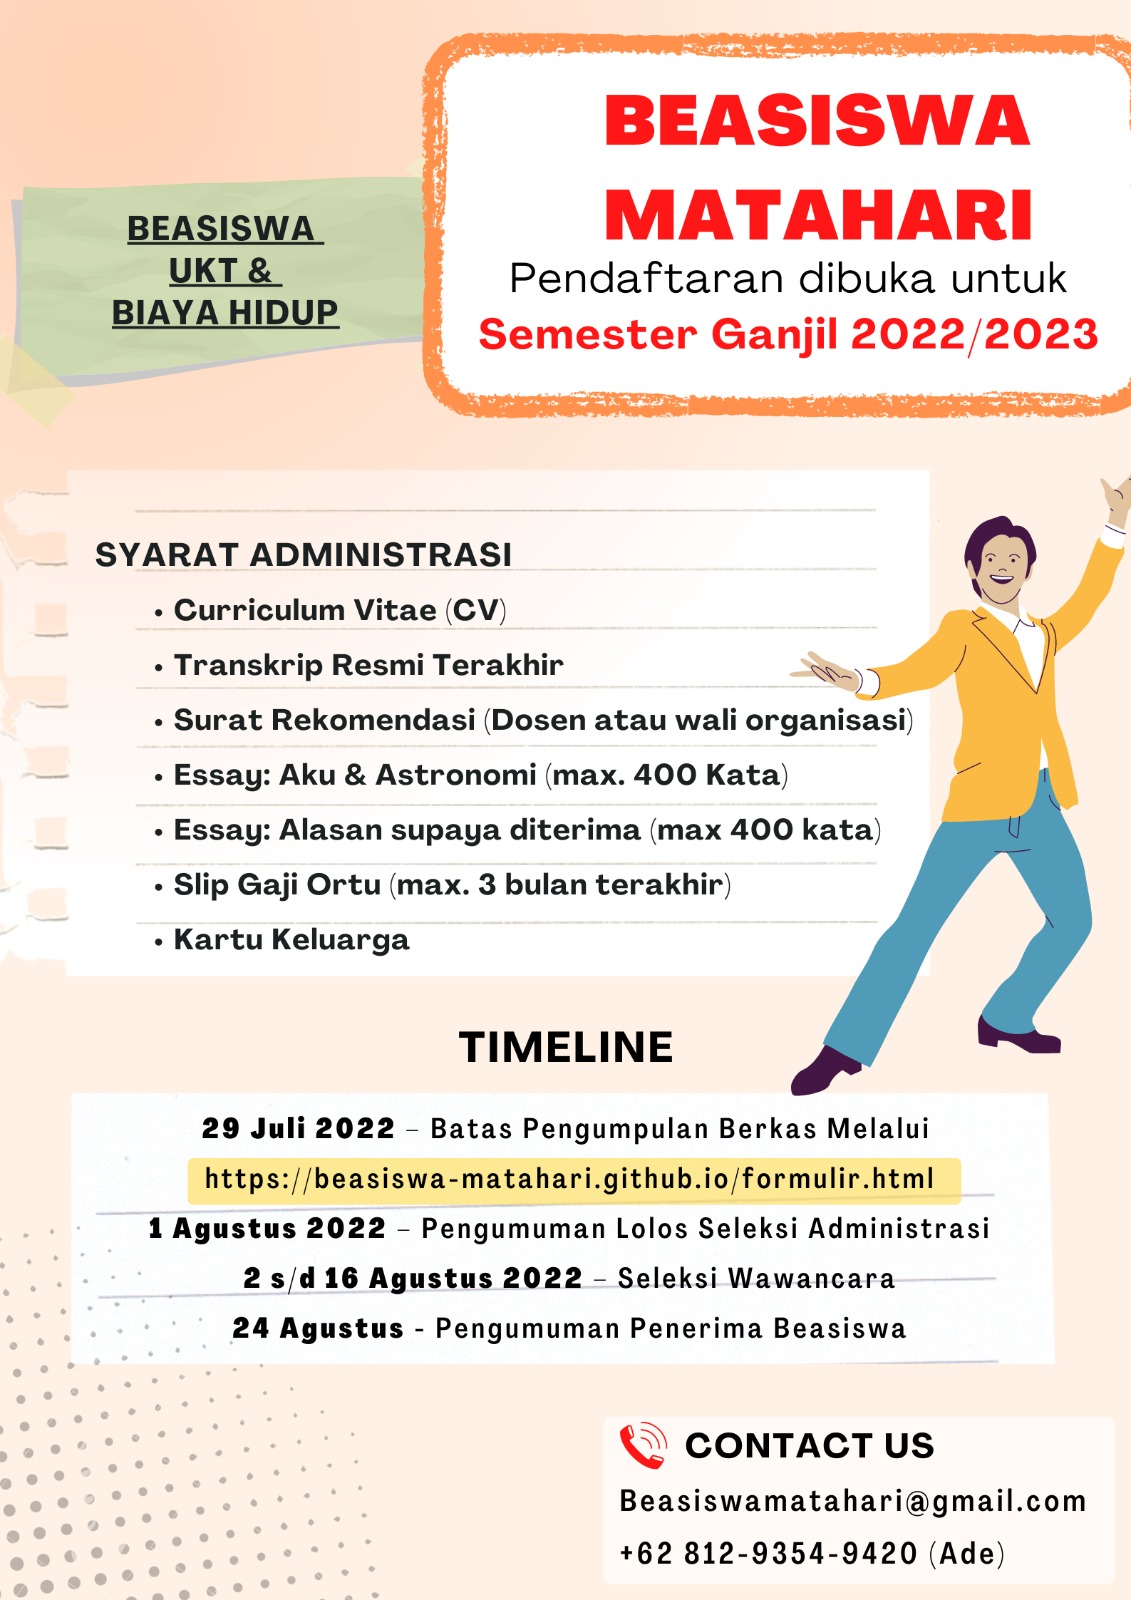 BEASISWA
MATAHARI
Pendaftaran dibuka untuk
Semester Ganjil 2022/2023
BEASISWA
UKT &
BIAYA HIDUP
SYARAT ADMINISTRASI
• Curriculum Vitae (CV)
• Transkrip Resmi Terakhir
• Surat Rekomendasi (Dosen atau wali organisasi)
• Essay: Aku & Astronomi (max. 400 Kata)
• Essay: Alasan supaya diterima (max 400 kata)
• Slip Gaji Ortu (max. 3 bulan terakhir)
• Kartu Keluarga
TIMELINE
29 Juli 2022 – Batas Pengumpulan Berkas Melalui
https://beasiswa-matahari.github.io/formulir.html
1 Agustus 2022 – Pengumuman Lolos Seleksi Administrasi
2 s/d 16 Agustus 2022 – Seleksi Wawancara
24 Agustus - Pengumuman Penerima Beasiswa
CONTACT US
Beasiswamatahari@gmail.com
+62 812-9354-9420 (Ade)